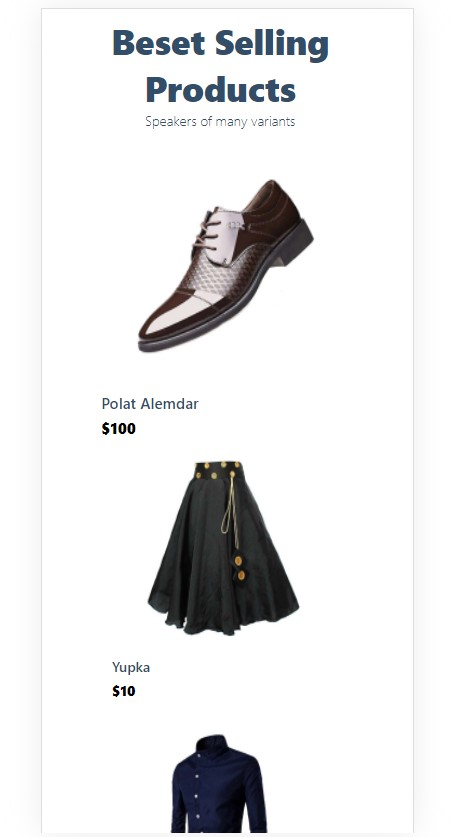 Beset Selling
Products
Speakers of many variants
Polat Alemdar
$100
Yupka
$10